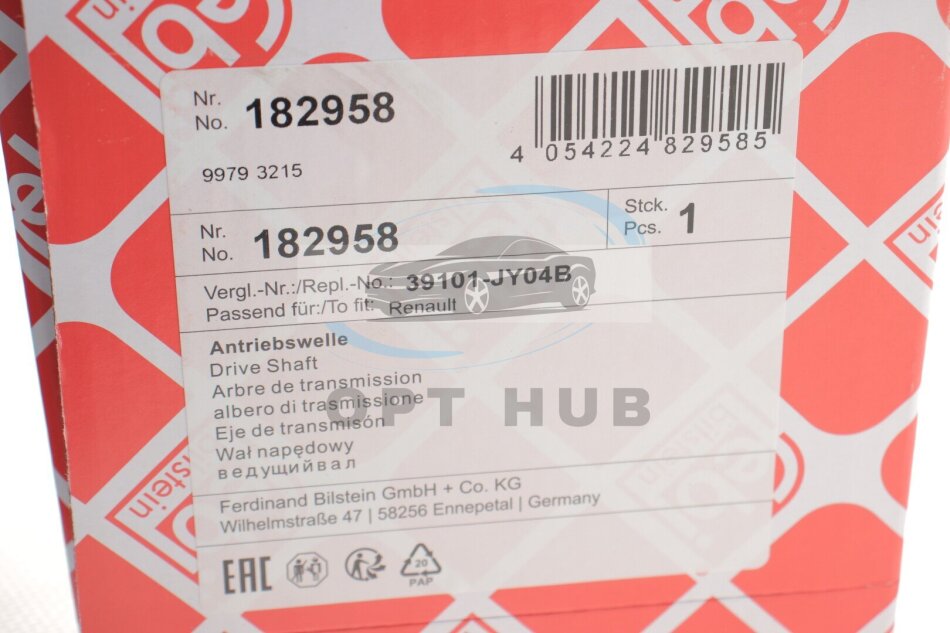 febi
bilstein
Nr.
No. 182958
4 054224 829585
9979 3215
Nr.
No. 182958
Stck.
Pcs. 1
Vergl.-Nr.:/Repl.-No.: 39101-JY04B
Passend für:/To fit: Renault
Antriebswelle
Drive Shaft
Arbre de transmission
albero di trasmissione
Eje de transmisón
Wał napędowy
ведущийвал
OPT HUB
Ferdinand Bilstein GmbH + Co. KG
Wilhelmstraße 47 | 58256 Ennepetal | Germany
EAC
20
PAP